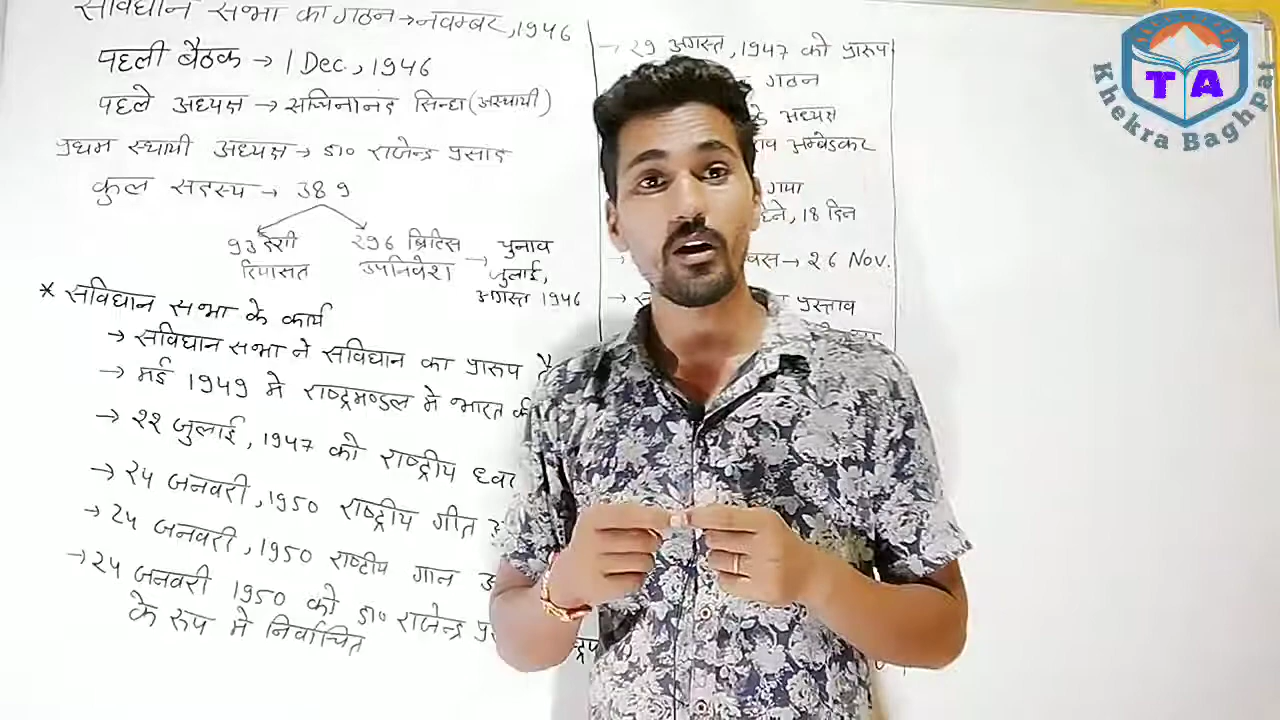 संविधान सभा का गठन → नवम्बर, 1946
पहली बैठक → 1 Dec., 1946
पहले अध्यक्ष → सच्चिनानंद सिन्हा (अस्थायी)
प्रथम स्थायी अध्यक्ष → डा० राजेन्द्र प्रसाद
कुल सदस्य → 389
93 देशी रियासत
296 ब्रिटिस उपनिवेश → चुनाव जुलाई, अगस्त 1946
* संविधान सभा के कार्य
→ संविधान सभा ने संविधान का प्रारूप
→ मई 1949 मे राष्ट्रमण्डल मे भारत की
→ 22 जुलाई, 1947 को राष्ट्रीय ध्वा
→ 24 जनवरी, 1950 राष्ट्रीय गीत
→ 24 जनवरी, 1950 राष्ट्रीय गान
→ 24 जनवरी 1950 को डा० राजेन्द्र
के रूप मे निर्वाचित
→ 29 अगस्त, 1947 को प्रारूप
गठन
के अध्यक्ष
राव अम्बेडकर
गया
18 दिन
→ 26 Nov.
→ प्रस्ताव
TA
Khekra Baghpat